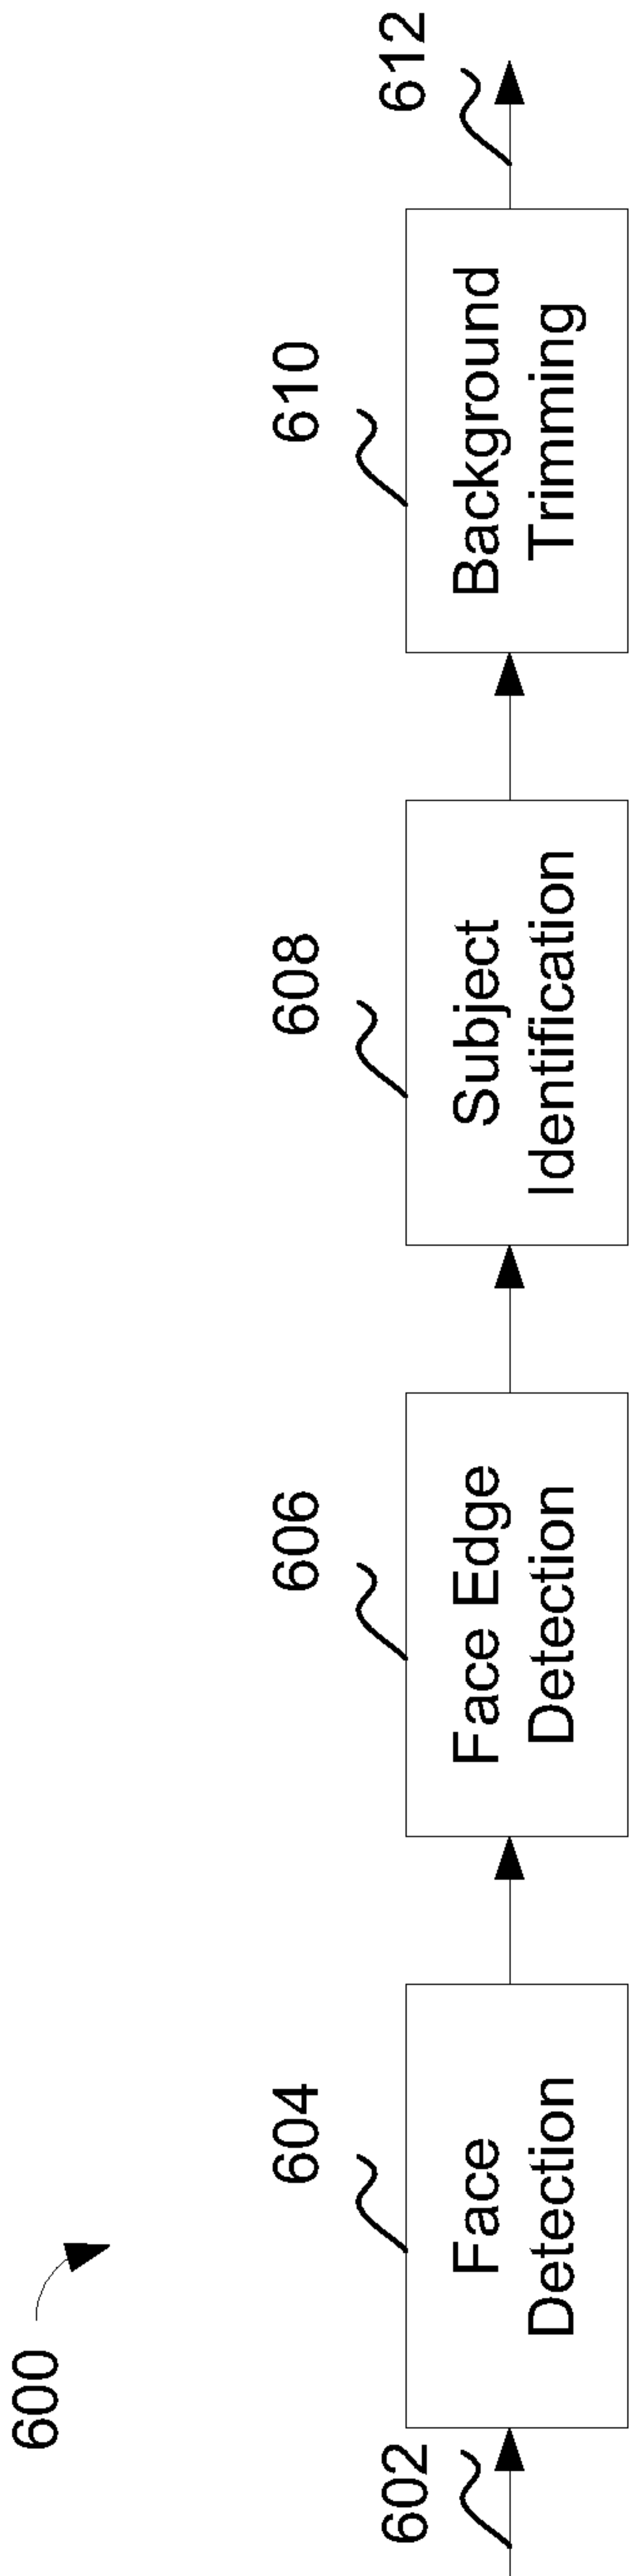 600
602
604
Face
Detection
606
Face Edge
Detection
608
Subject
Identification
610
Background
Trimming
612